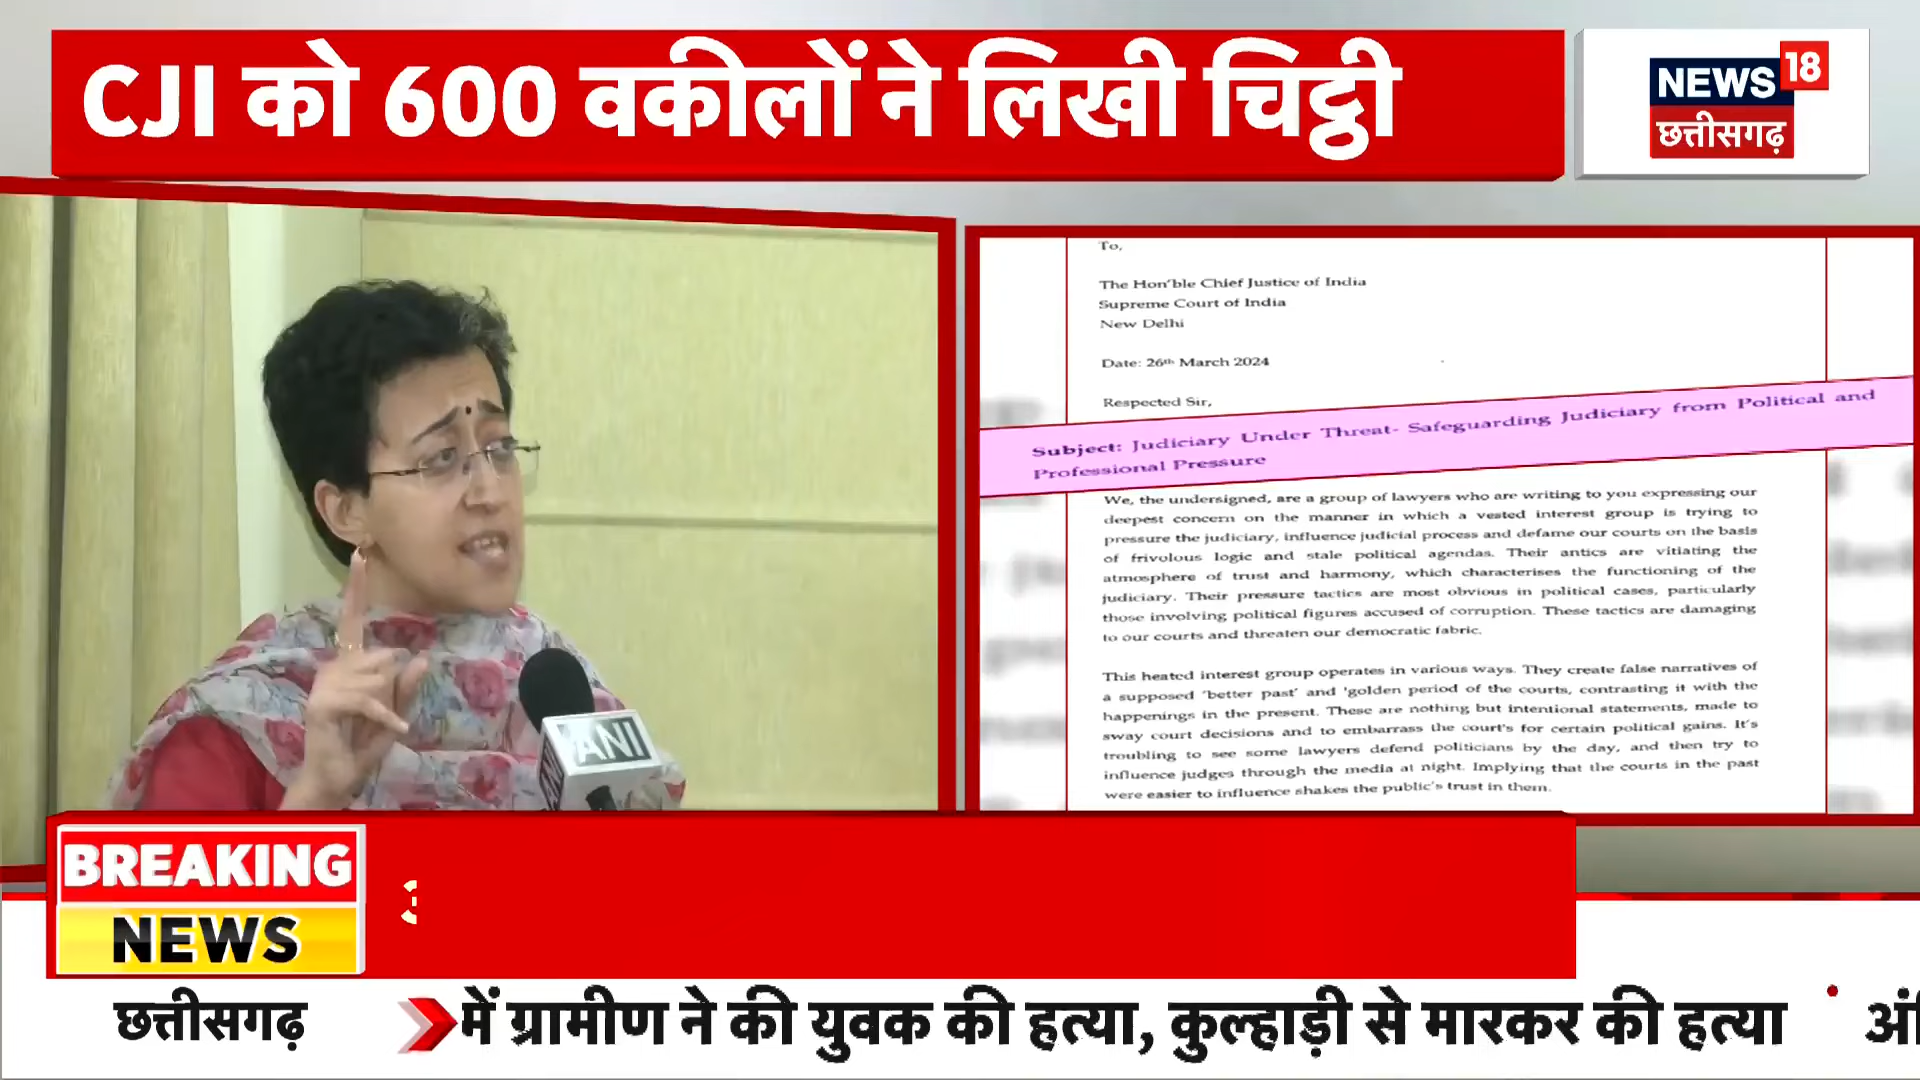 CJI को 600 वकीलों ने लिखी चिट्ठी
NEWS 18
छत्तीसगढ़
To,
The Hon'ble Chief Justice of India
Supreme Court of India
New Delhi
Date: 26th March 2024
Respected Sir,
Subject: Judiciary Under Threat- Safeguarding Judiciary from Political and
Professional Pressure
We, the undersigned, are a group of lawyers who are writing to you expressing our
deepest concern on the manner in which a vested interest group is trying to
pressure the judiciary, influence judicial process and defame our courts on the basis
of frivolous logic and stale political agendas. Their antics are vitiating the
atmosphere of trust and harmony, which characterises the functioning of the
judiciary. Their pressure tactics are most obvious in political cases, particularly
those involving political figures accused of corruption. These tactics are damaging
to our courts and threaten our democratic fabric.
This heated interest group operates in various ways. They create false narratives of
a supposed 'better past' and 'golden period of the courts, contrasting it with the
happenings in the present. These are nothing but intentional statements, made to
sway court decisions and to embarrass the court's for certain political gains. It's
troubling to see some lawyers defend politicians by the day, and then try to
influence judges through the media at night. Implying that the courts in the past
were easier to influence shakes the public's trust in them.
ANI
BREAKING
NEWS
छत्तीसगढ़
में ग्रामीण ने की युवक की हत्या, कुल्हाड़ी से मारकर की हत्या